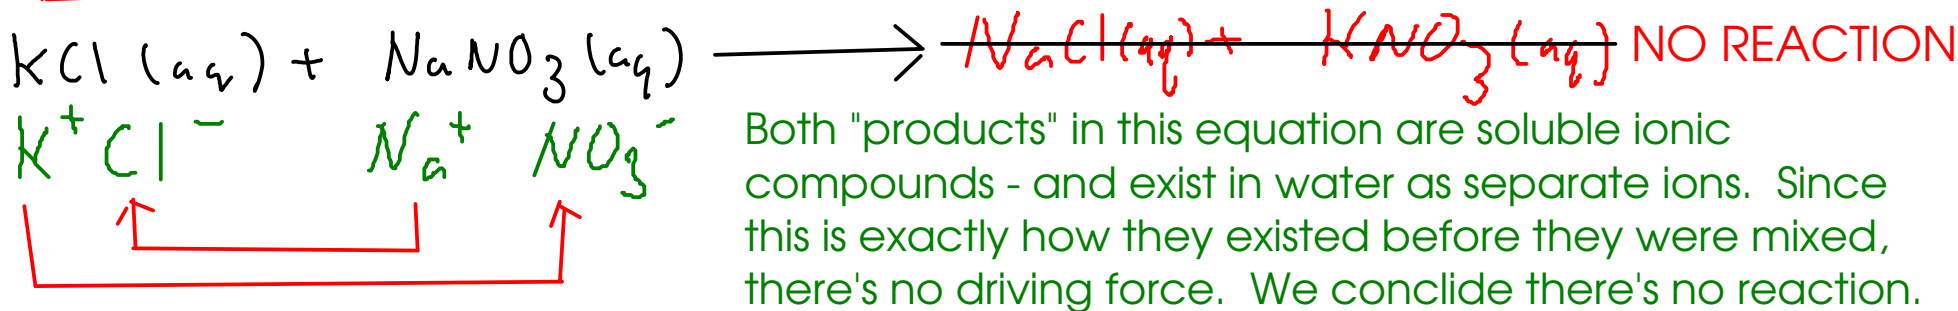 KCl (aq) + NaNO₃ (aq) ⟶ NaCl(aq) + KNO₃(aq) NO REACTION
K⁺ Cl⁻ Na⁺ NO₃⁻
Both "products" in this equation are soluble ionic
compounds - and exist in water as separate ions. Since
this is exactly how they existed before they were mixed,
there's no driving force. We conclide there's no reaction.